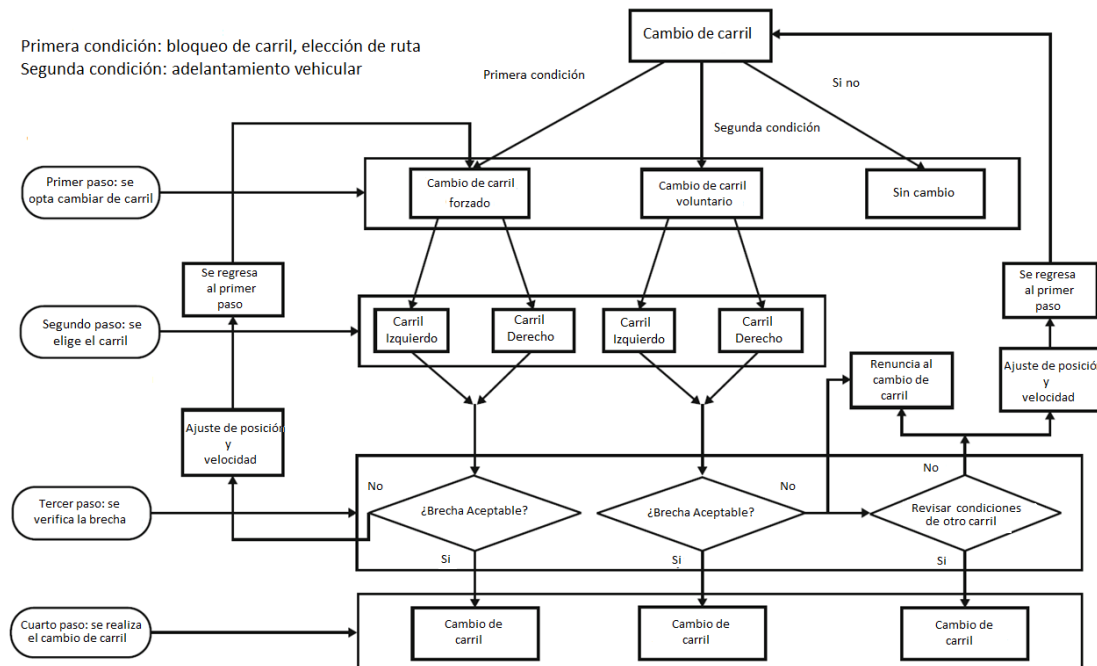 Primera condición: bloqueo de carril, elección de ruta
Segunda condición: adelantamiento vehicular
Cambio de carril
Primera condición
Segunda condición
Si no
Primer paso: se
opta cambiar de carril
Cambio de carril
forzado
Cambio de carril
voluntario
Sin cambio
Se regresa
al primer
paso
Se regresa
al primer
paso
Segundo paso: se
elige el carril
Carril
Izquierdo
Carril
Derecho
Carril
Izquierdo
Carril
Derecho
Renuncia al
cambio de
carril
Ajuste de posición
y
velocidad
Ajuste de posición
y
velocidad
Tercer paso: se
verifica la brecha
No
¿Brecha Aceptable?
Si
¿Brecha Aceptable?
No
Si
No
Revisar condiciones
de otro carril
Si
Cuarto paso: se realiza
el cambio de carril
Cambio de
carril
Cambio de
carril
Cambio de
carril